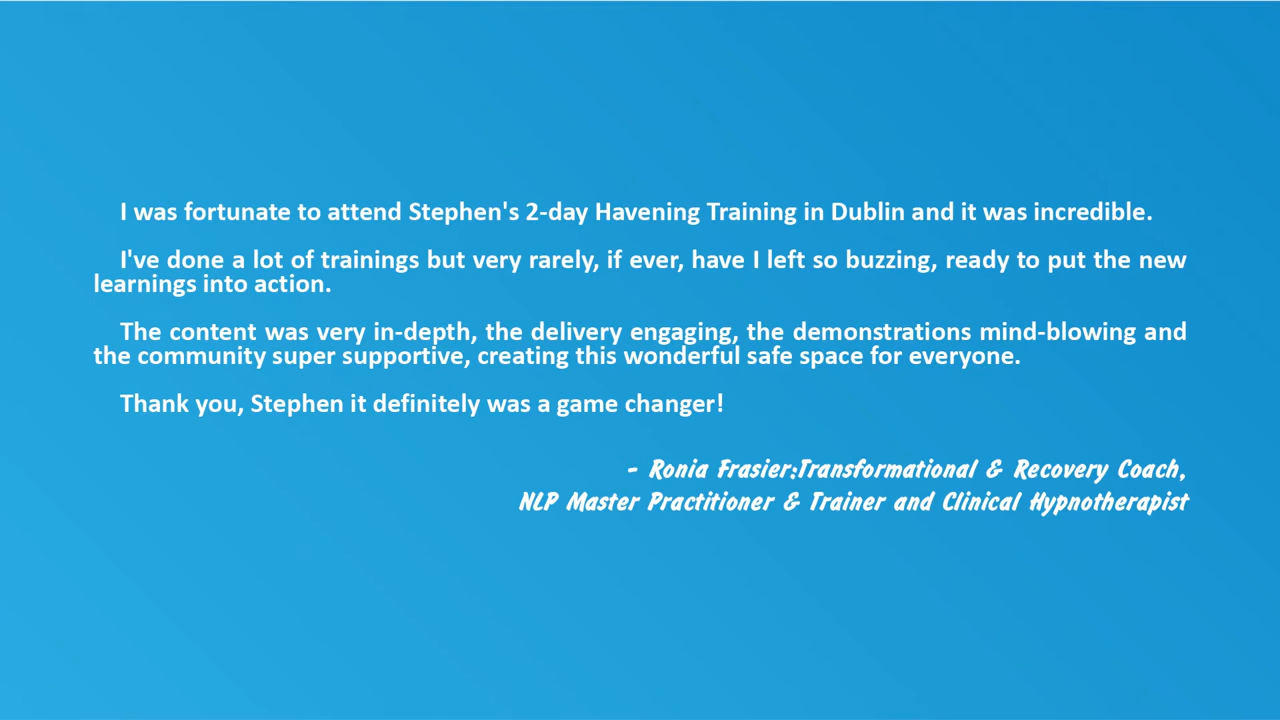 I was fortunate to attend Stephen's 2-day Havening Training in Dublin and it was incredible.
I've done a lot of trainings but very rarely, if ever, have I left so buzzing, ready to put the new
learnings into action.
The content was very in-depth, the delivery engaging, the demonstrations mind-blowing and
the community super supportive, creating this wonderful safe space for everyone.
Thank you, Stephen it definitely was a game changer!
- Ronia Frasier:Transformational & Recovery Coach,
NLP Master Practitioner & Trainer and Clinical Hypnotherapist